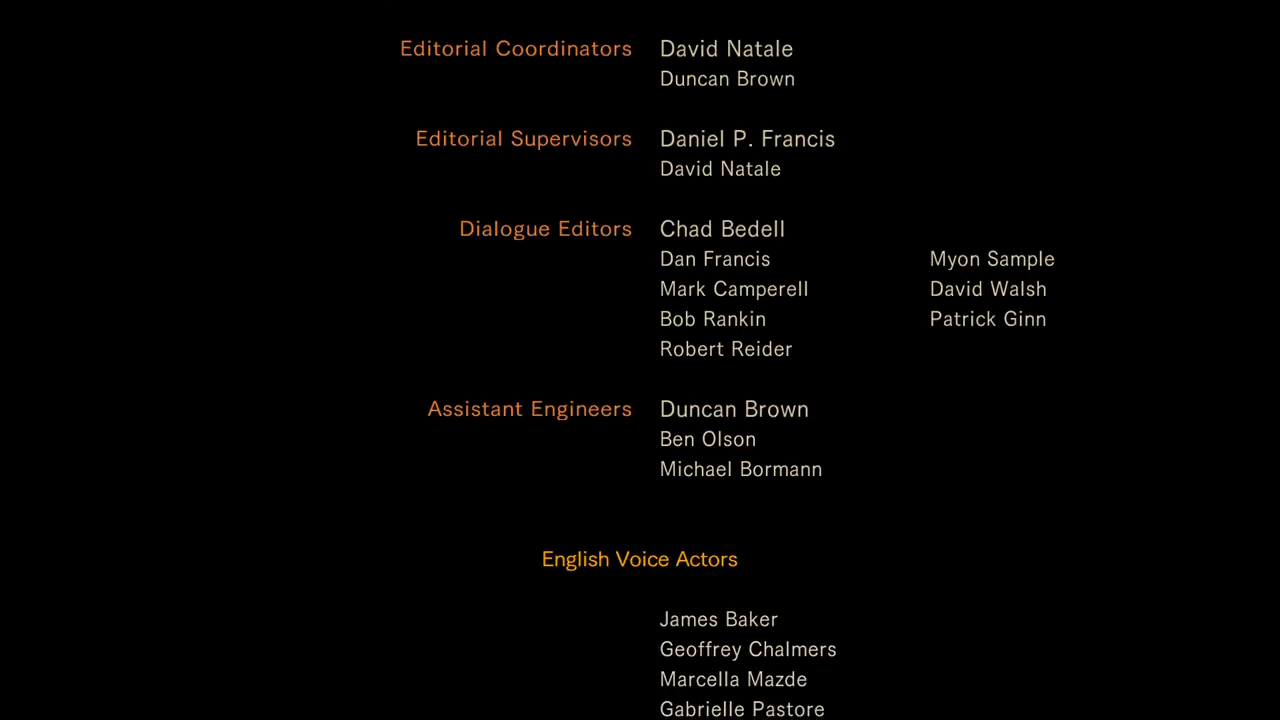 Editorial Coordinators David Natale
Duncan Brown
Editorial Supervisors Daniel P. Francis
David Natale
Dialogue Editors Chad Bedell
Dan Francis Myon Sample
Mark Camperell David Walsh
Bob Rankin Patrick Ginn
Robert Reider
Assistant Engineers Duncan Brown
Ben Olson
Michael Bormann
English Voice Actors
James Baker
Geoffrey Chalmers
Marcella Mazde
Gabrielle Pastore